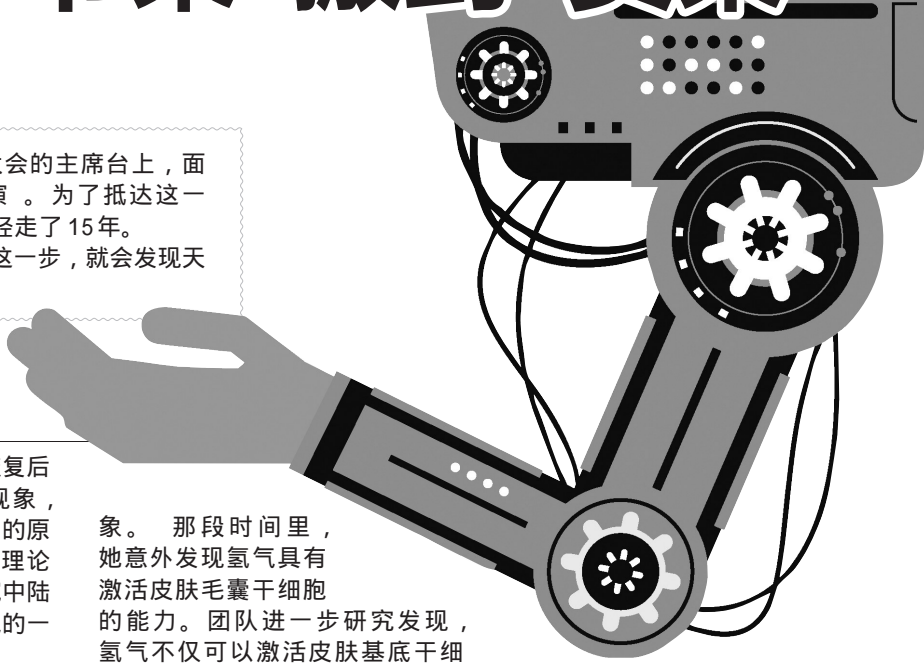 会的主席台上，面
。为了抵达这一
走了15年。
这一步，就会发现天
复后
现象，
的原
理论
中陆
的一
象。 那段时间里，
她意外发现氢气具有
激活皮肤毛囊干细胞
的能力。团队进一步研究发现，
氢气不仅可以激活皮肤基底干细